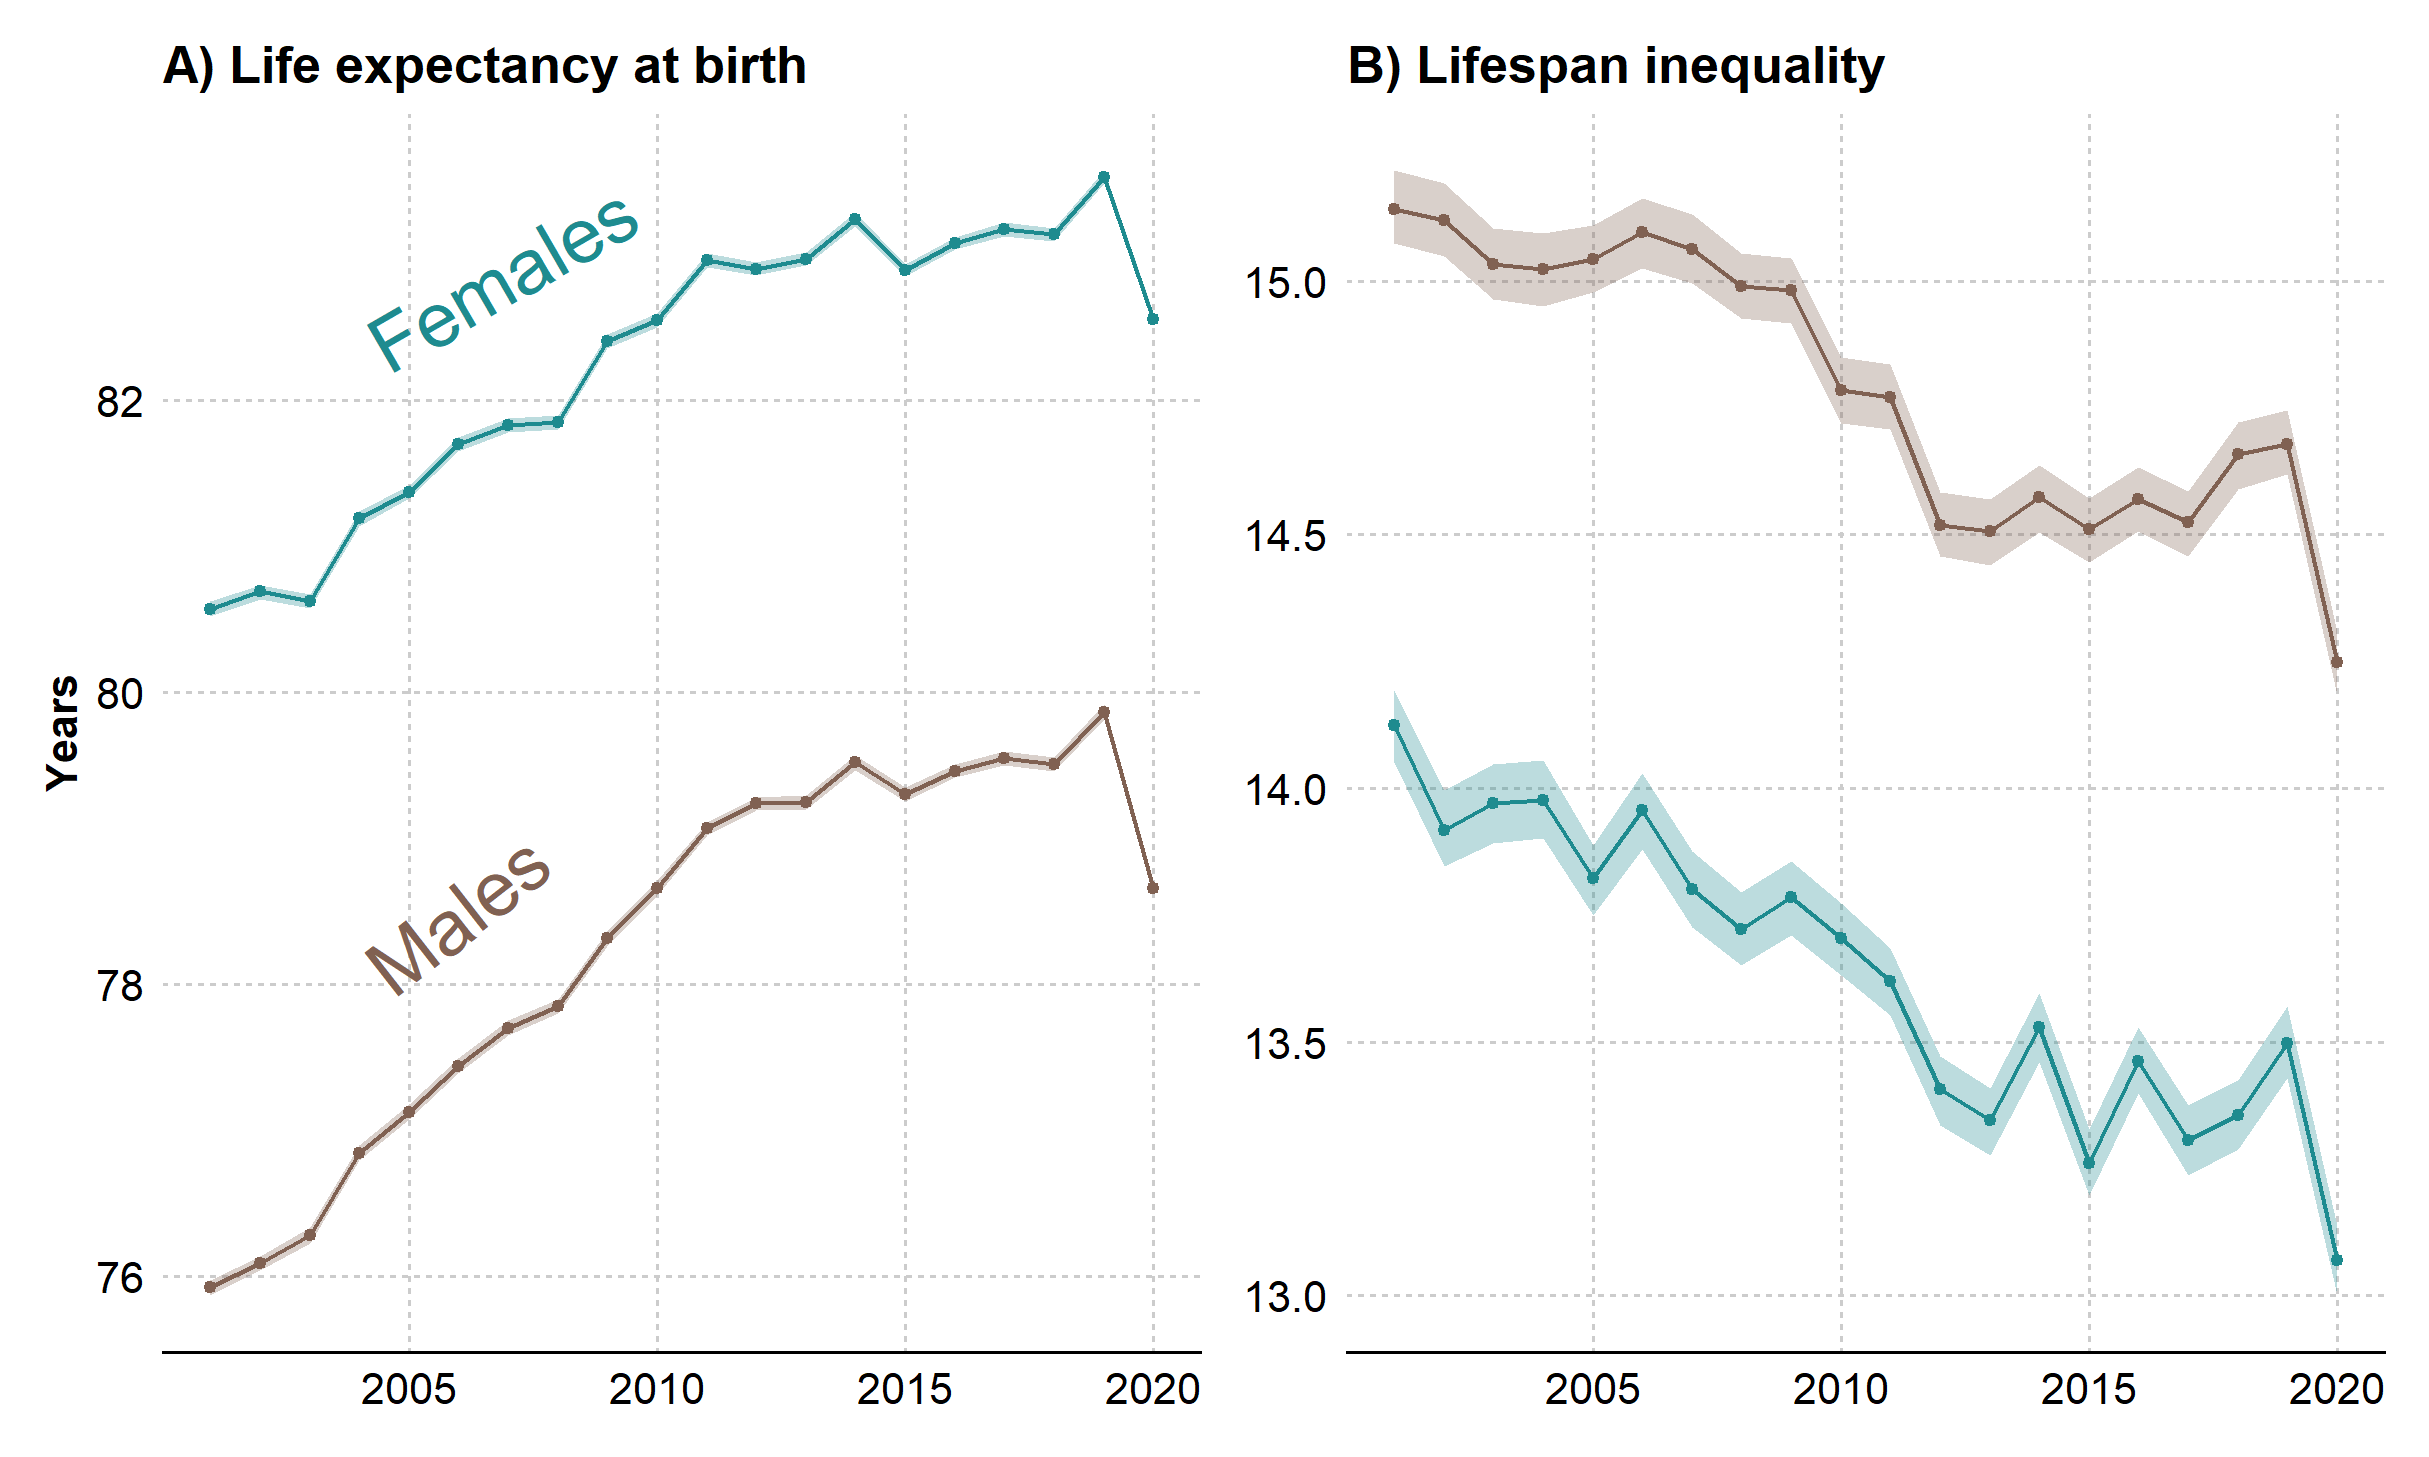 A) Life expectancy at birth
Females
Males
Years
82
80
78
76
2005 2010 2015 2020
B) Lifespan inequality
15.0
14.5
14.0
13.5
13.0
2005 2010 2015 2020